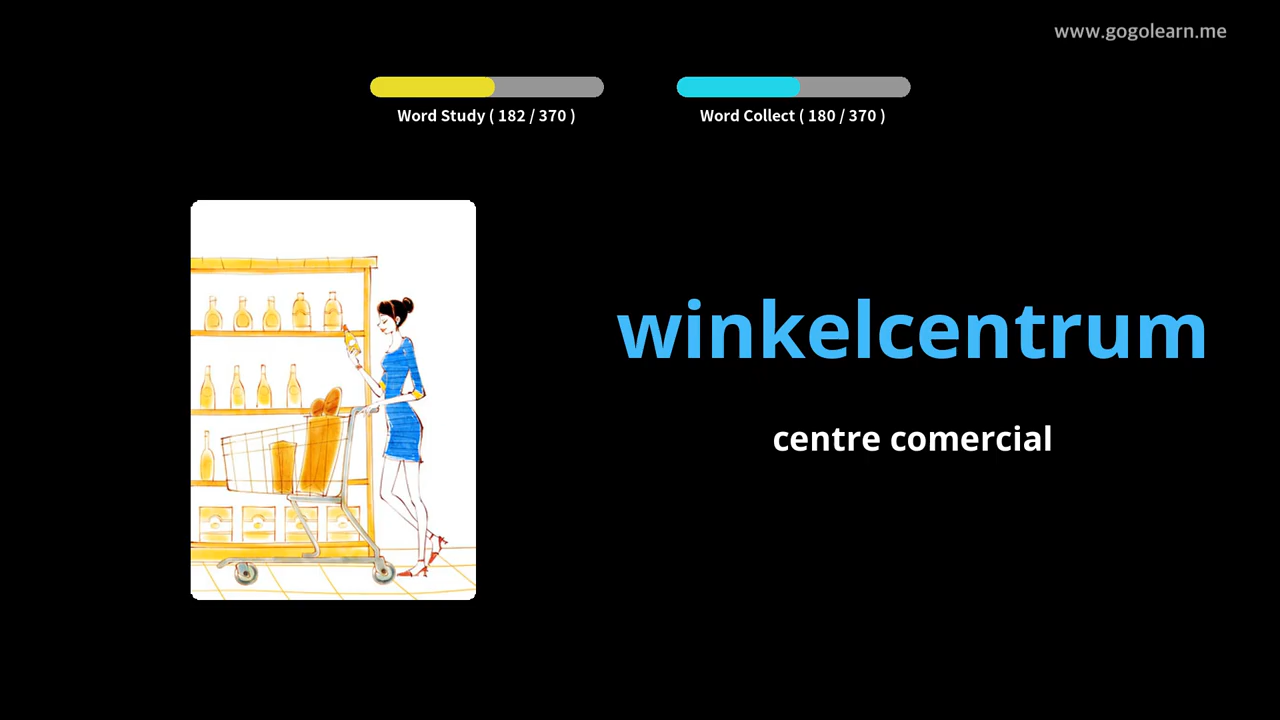 www.gogolearn.me
Word Study ( 182 / 370 )
Word Collect ( 180 / 370 )
winkelcentrum
centre comercial